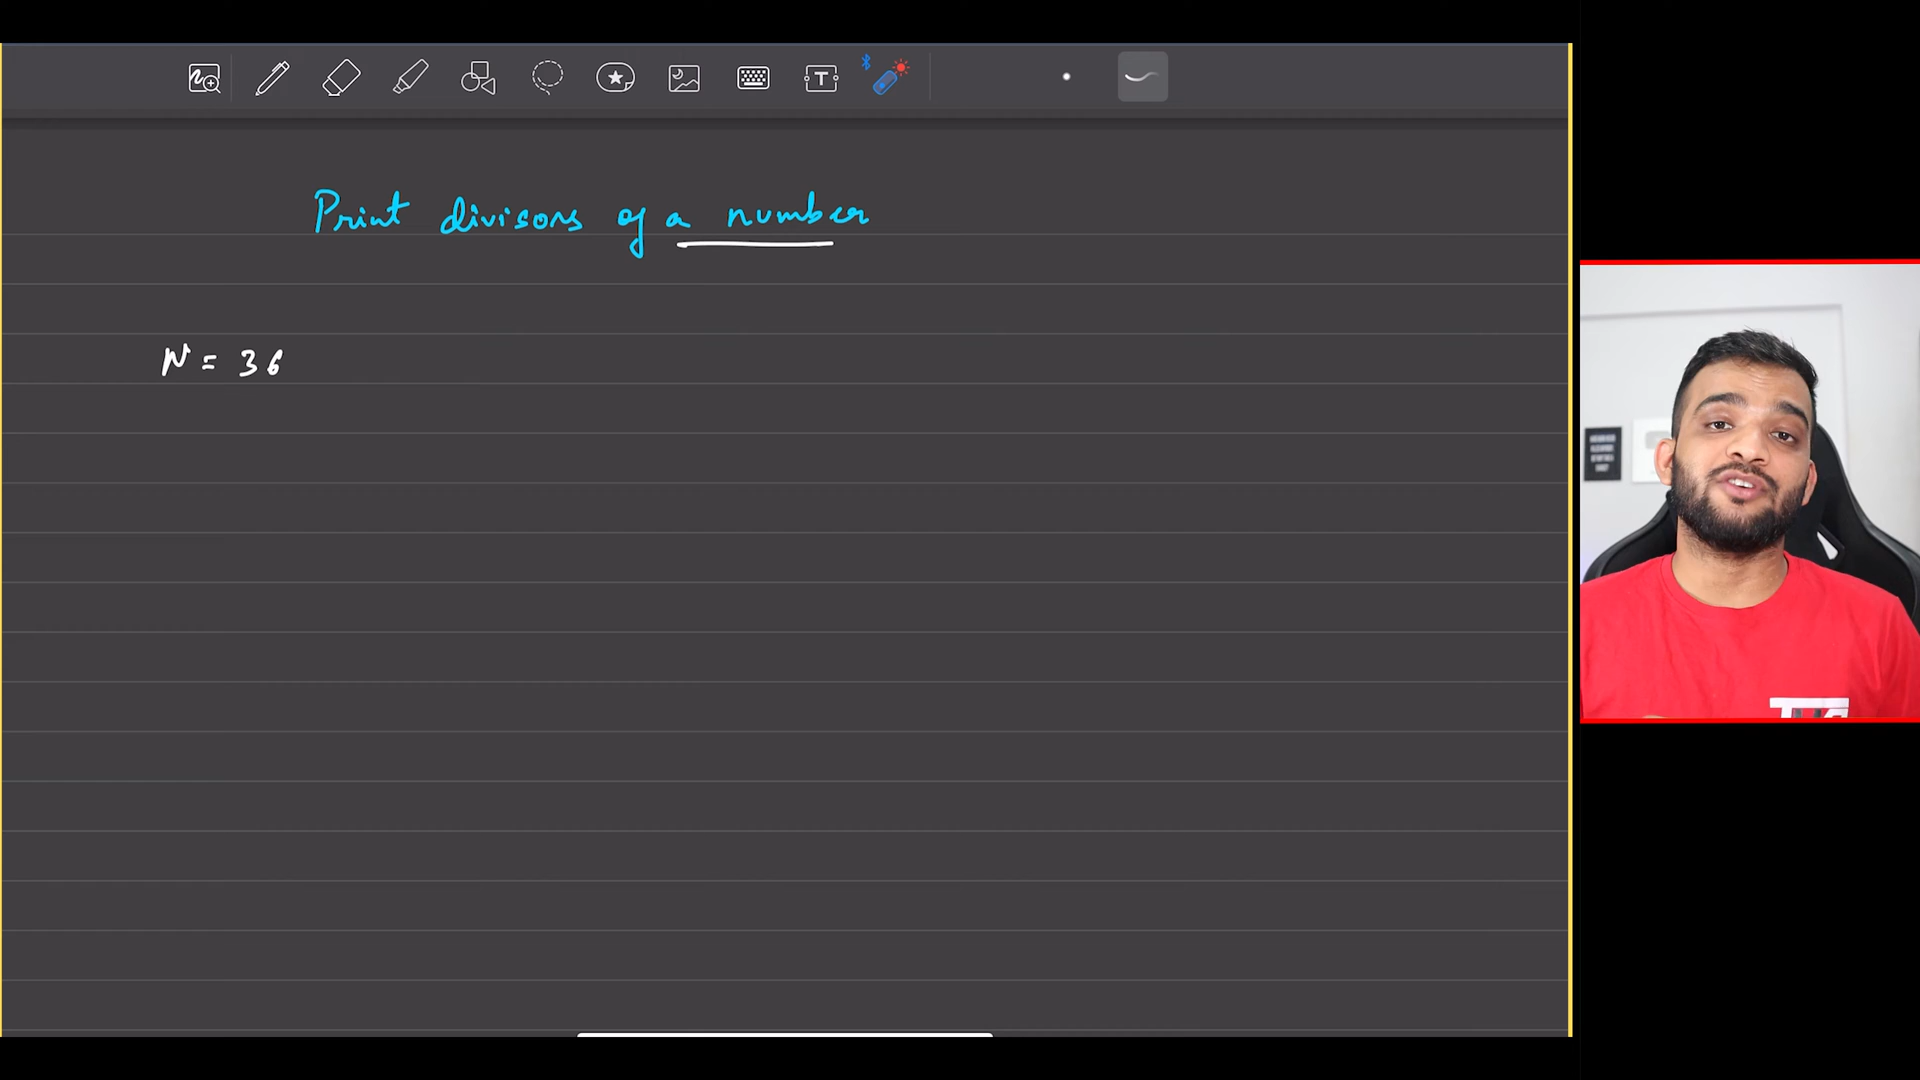 Print divisors of a number
N = 36